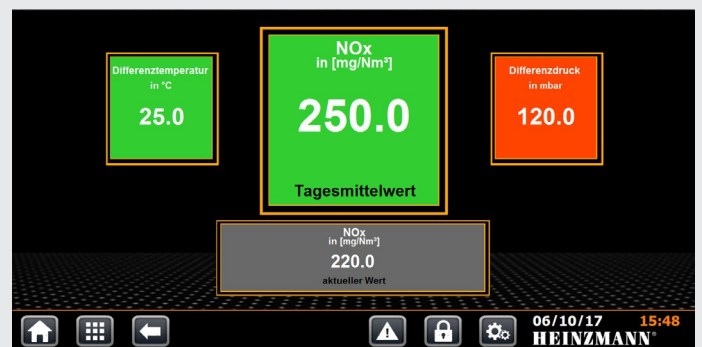 Differenztemperatur
in °C
25.0
NOx
in [mg/Nm³]
250.0
Tagesmittelwert
Differenzdruck
in mbar
120.0
NOx
in [mg/Nm³]
220.0
aktueller Wert
06/10/17 15:48
HEINZMANN®